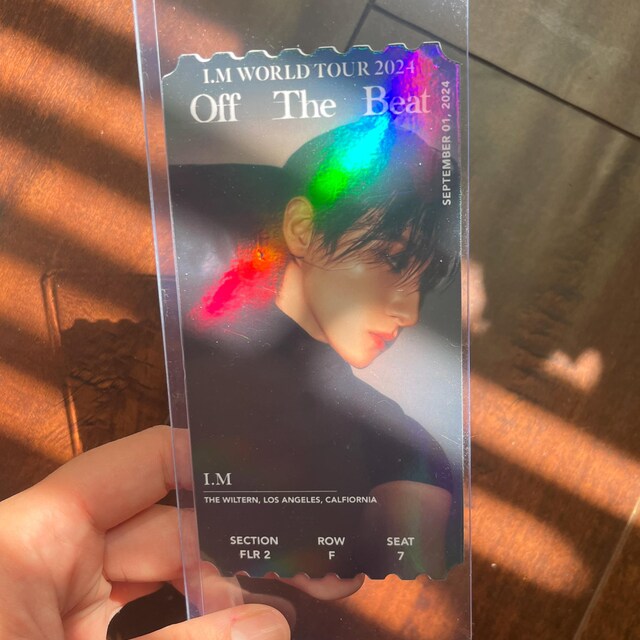 I.M WORLD TOUR 2024
Off The Beat
SEPTEMBER 01, 2024
I.M
THE WILTERN, LOS ANGELES, CALFIORNIA
SECTION ROW SEAT
FLR 2 F 7